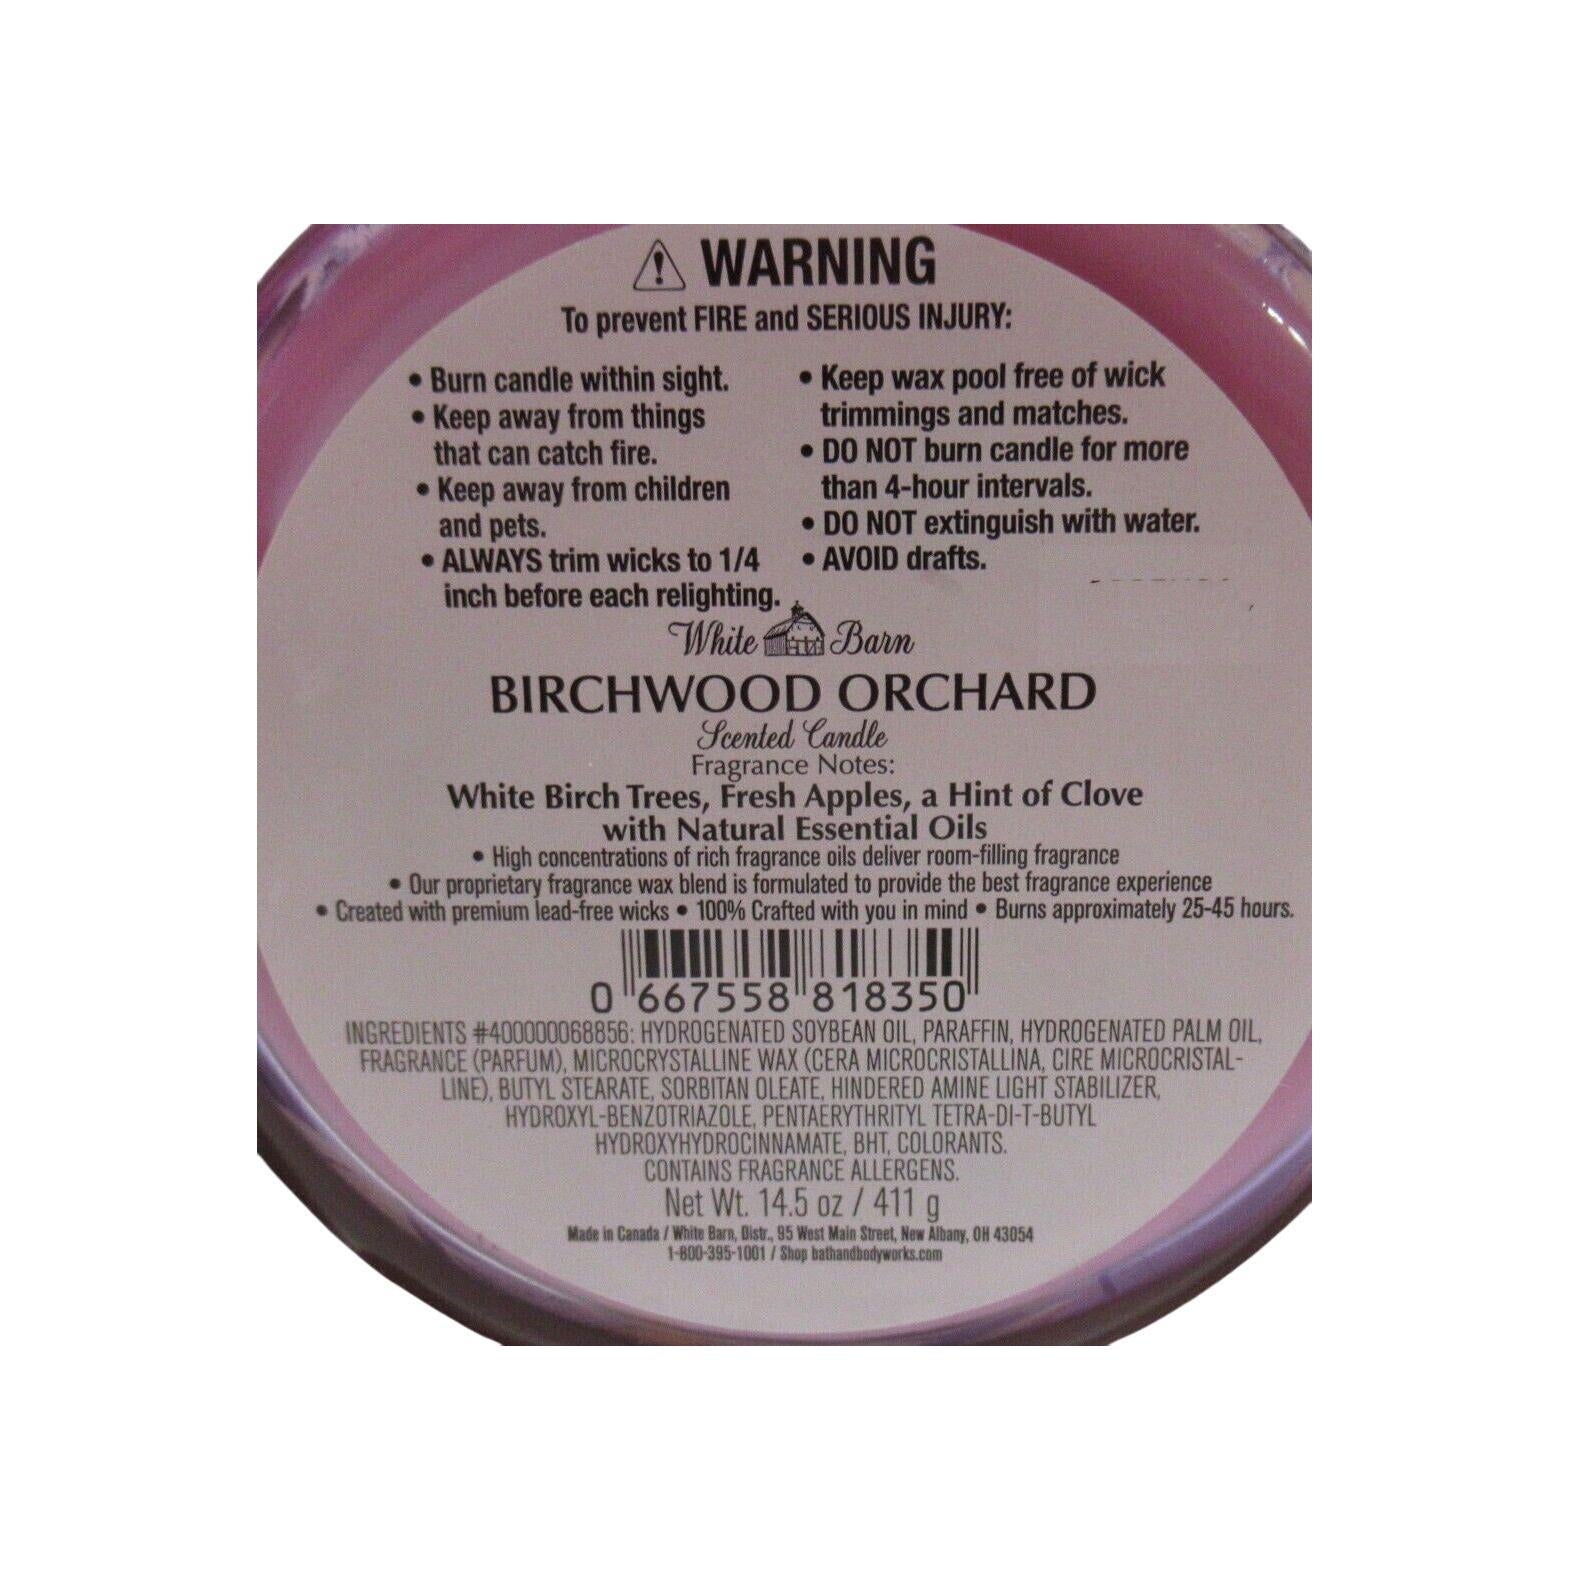 WARNING
To prevent FIRE and SERIOUS INJURY:
• Burn candle within sight.
• Keep away from things
that can catch fire.
• Keep away from children
and pets.
• ALWAYS trim wicks to 1/4
inch before each relighting.
• Keep wax pool free of wick
trimmings and matches.
• DO NOT burn candle for more
than 4-hour intervals.
• DO NOT extinguish with water.
• AVOID drafts.
White Barn
BIRCHWOOD ORCHARD
Scented Candle
Fragrance Notes:
White Birch Trees, Fresh Apples, a Hint of Clove
with Natural Essential Oils
• High concentrations of rich fragrance oils deliver room-filling fragrance
• Our proprietary fragrance wax blend is formulated to provide the best fragrance experience
• Created with premium lead-free wicks • 100% Crafted with you in mind • Burns approximately 25-45 hours.
0 667558 818350
INGREDIENTS #400000068856: HYDROGENATED SOYBEAN OIL, PARAFFIN, HYDROGENATED PALM OIL,
FRAGRANCE (PARFUM), MICROCRYSTALLINE WAX (CERA MICROCRISTALLINA, CIRE MICROCRISTAL-
LINE), BUTYL STEARATE, SORBITAN OLEATE, HINDERED AMINE LIGHT STABILIZER,
HYDROXYL-BENZOTRIAZOLE, PENTAERYTHRITYL TETRA-DI-T-BUTYL
HYDROXYHYDROCINNAMATE, BHT, COLORANTS.
CONTAINS FRAGRANCE ALLERGENS.
Net Wt. 14.5 oz / 411 g
Made in Canada / White Barn, Distr., 95 West Main Street, New Albany, OH 43054
1-800-395-1001 / Shop bathandbodyworks.com